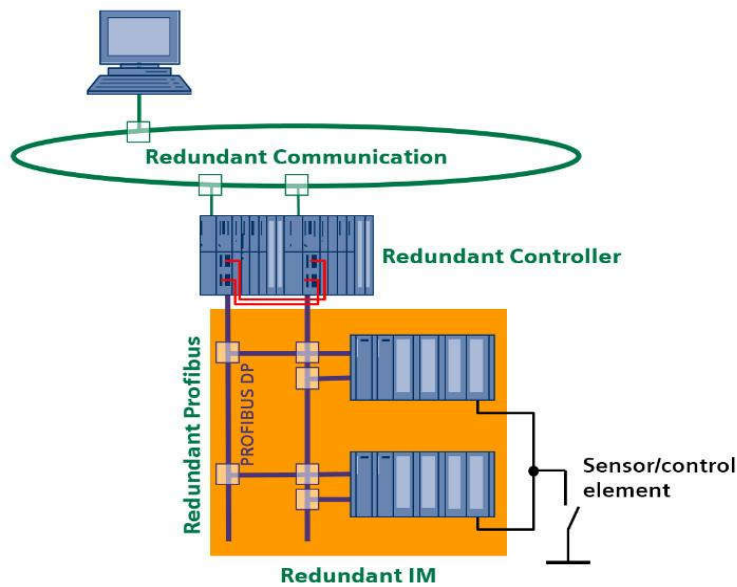 Redundant Communication
Redundant Controller
Redundant Profibus
PROFIBUS DP
Sensor/control
element
Redundant IM